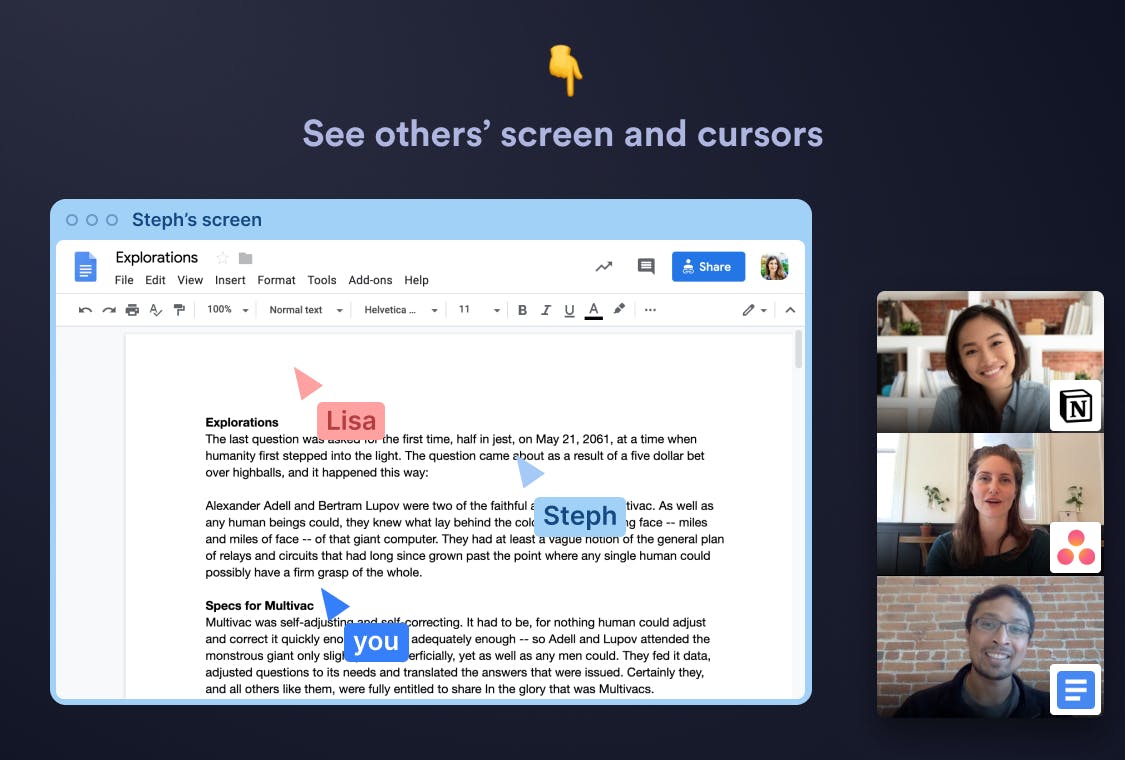 See others’ screen and cursors
Steph’s screen
Explorations
File Edit View Insert Format Tools Add-ons Help
Share
100% Normal text Helvetica ... 11 B I U A
Explorations
The last question was asked for the first time, half in jest, on May 21, 2061, at a time when
humanity first stepped into the light. The question came about as a result of a five dollar bet
over highballs, and it happened this way:
Alexander Adell and Bertram Lupov were two of the faithful
tivac. As well as
any human beings could, they knew what lay behind the
face -- miles
and miles of face -- of that giant computer. They had at least a vague notion of the general plan
of relays and circuits that had long since grown past the point where any single human could
possibly have a firm grasp of the whole.
Specs for Multivac
Multivac was self-adjusting and self-correcting. It had to be, for nothing human could adjust
and correct it quickly
adequately enough -- so Adell and Lupov attended the
monstrous giant only
yet as well as any men could. They fed it data,
adjusted questions to its needs and translated the answers that were issued. Certainly they,
and all others like them, were fully entitled to share In the glory that was Multivacs.
Lisa
Steph
you
N